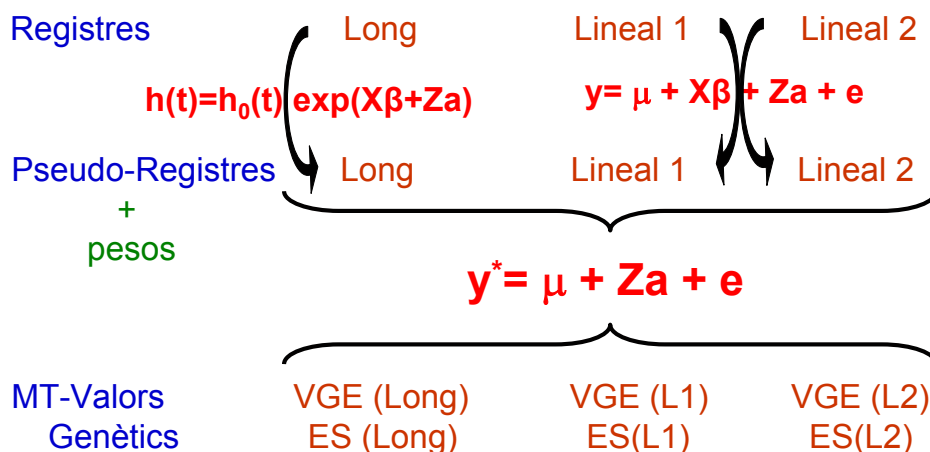 Registres Long Lineal 1 Lineal 2
h(t)=h₀(t) exp(Xβ+Za) y= μ + Xβ + Za + e
Pseudo-Registres Long Lineal 1 Lineal 2
+
pesos
y*= μ + Za + e
MT-Valors VGE (Long) VGE (L1) VGE (L2)
Genètics ES (Long) ES(L1) ES(L2)